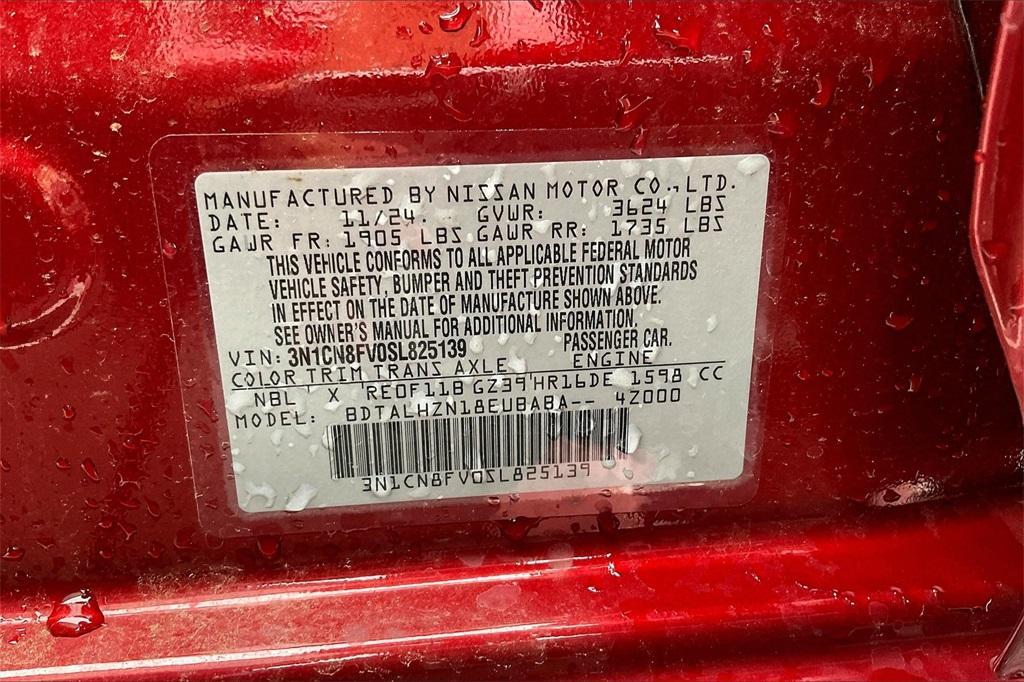 MANUFACTURED BY NISSAN MOTOR CO.,LTD.
DATE: 11/24. GVWR: 3624 LBS
GAWR FR: 1905 LBS GAWR RR: 1735 LBS
THIS VEHICLE CONFORMS TO ALL APPLICABLE FEDERAL MOTOR
VEHICLE SAFETY, BUMPER AND THEFT PREVENTION STANDARDS
IN EFFECT ON THE DATE OF MANUFACTURE SHOWN ABOVE.
SEE OWNER'S MANUAL FOR ADDITIONAL INFORMATION.
VIN: 3N1CN8FV0SL825139 PASSENGER CAR.
COLOR TRIM TRANS AXLE ENGINE
NBL X RE0F11B GZ39 HR16DE 1598 CC
MODEL: BDTALHZN18EUBABA-- 4Z000
3N1CN8FV0SL825139